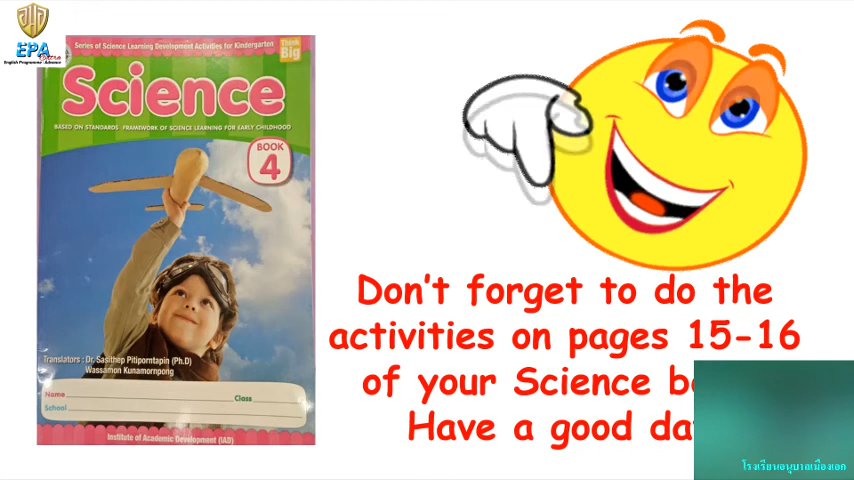 EPA
Extra
English Programme : Advance
Series of Science Learning Development Activities for Kindergarten
Think
Big
Science
BASED ON STANDARDS FRAMEWORK OF SCIENCE LEARNING FOR EARLY CHILDHOOD
BOOK
4
Translators : Dr. Sasithep Pitiporntapin (Ph.D)
Wassamon Kunamornpong
Name
Class
School
Institute of Academic Development (IAD)
Don't forget to do the
activities on pages 15-16
of your Science
Have a good
โรงเรียนอนุบาลเมืองเอก